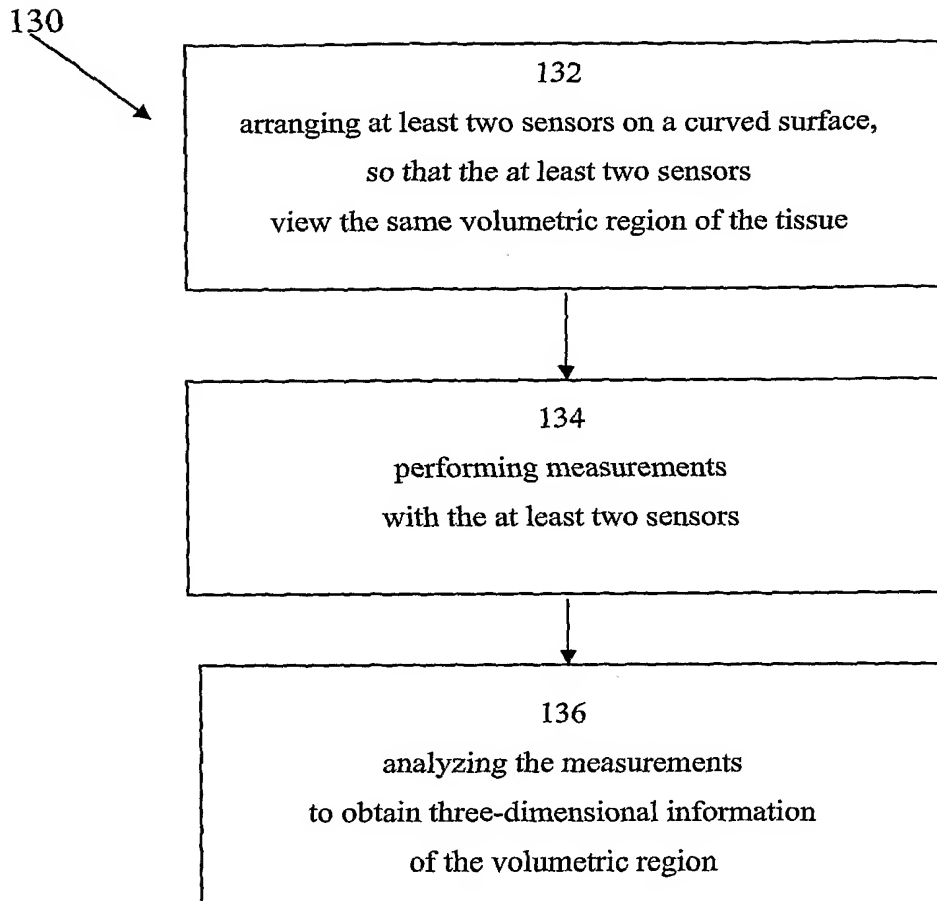 130
132
arranging at least two sensors on a curved surface,
so that the at least two sensors
view the same volumetric region of the tissue
134
performing measurements
with the at least two sensors
136
analyzing the measurements
to obtain three-dimensional information
of the volumetric region